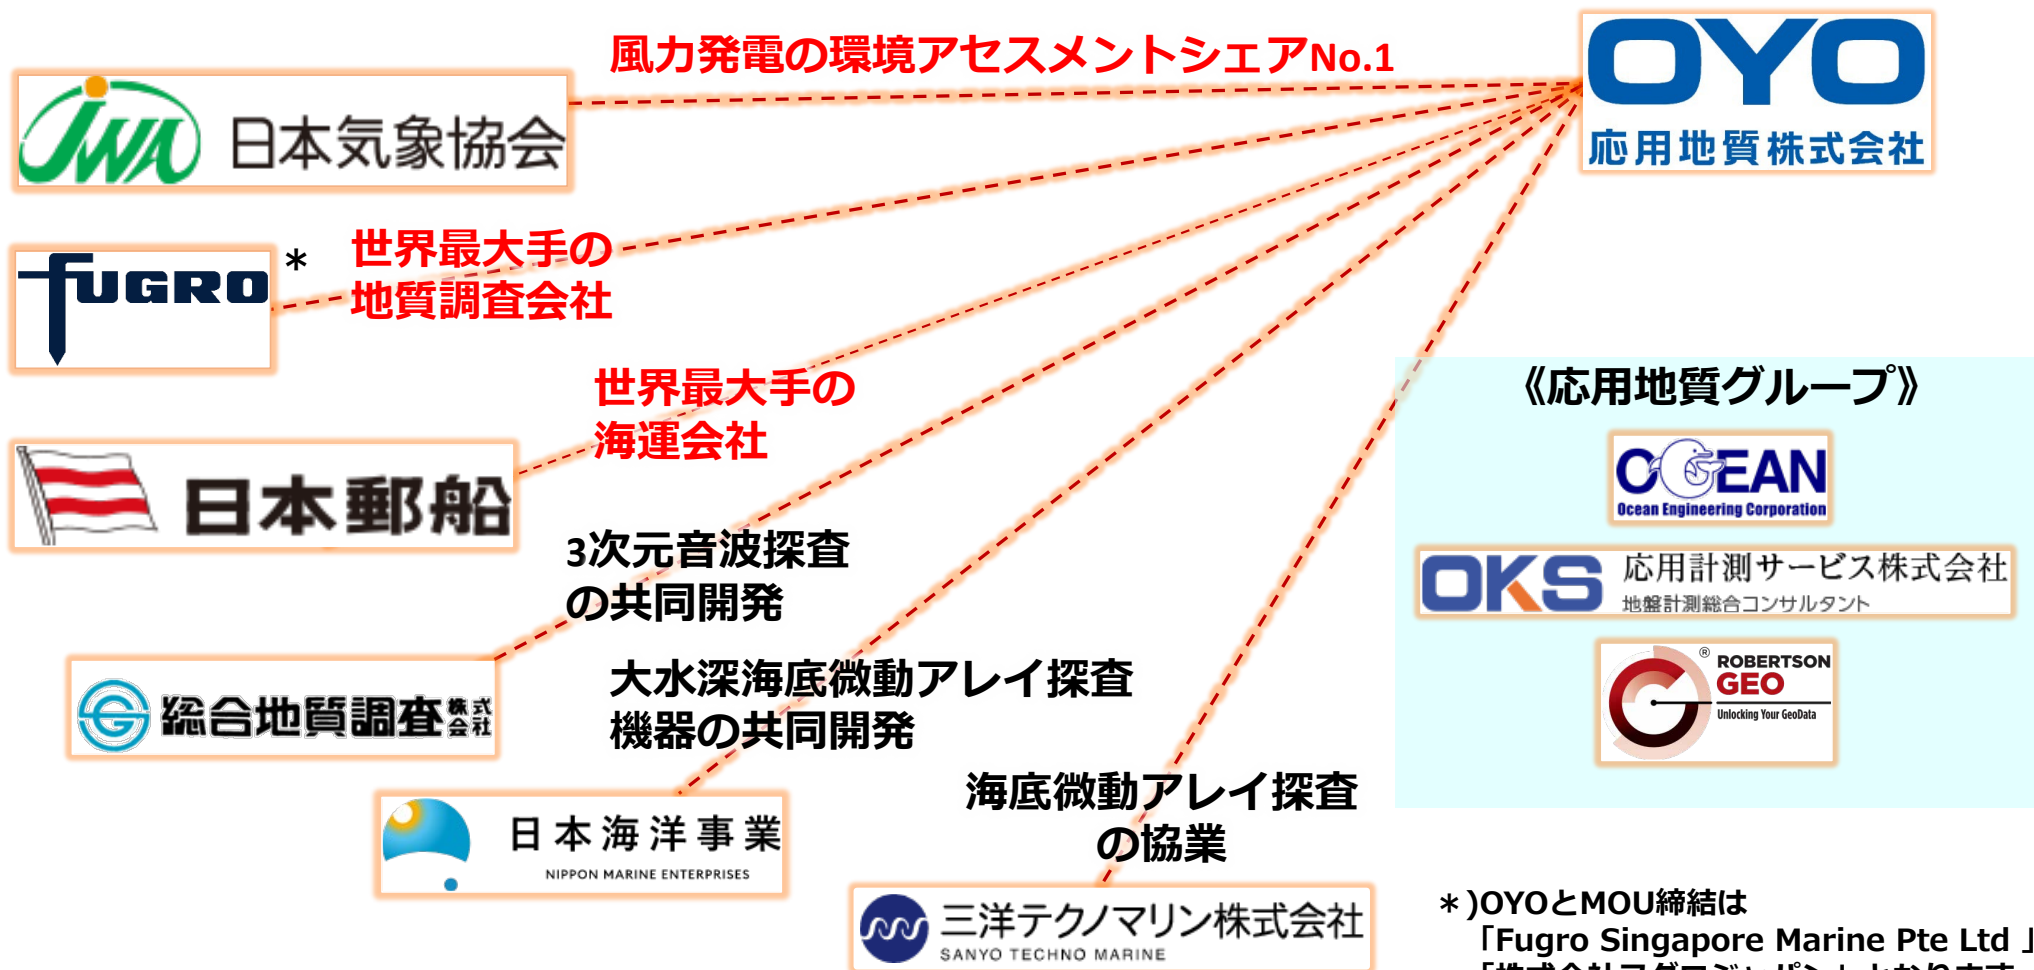 風力発電の環境アセスメントシェアNo.1
OYO
応用地質株式会社
JWA 日本気象協会
FUGRO *
世界最大手の
地質調査会社
世界最大手の
海運会社
日本郵船
《応用地質グループ》
OCEAN
Ocean Engineering Corporation
OKS 応用計測サービス株式会社
地盤計測総合コンサルタント
® ROBERTSON
GEO
Unlocking Your GeoData
3次元音波探査
の共同開発
総合地質調査株式会社
大水深海底微動アレイ探査
機器の共同開発
日本海洋事業
NIPPON MARINE ENTERPRISES
海底微動アレイ探査
の協業
三洋テクノマリン株式会社
SANYO TECHNO MARINE
*)OYOとMOU締結は
「Fugro Singapore Marine Pte Ltd 」